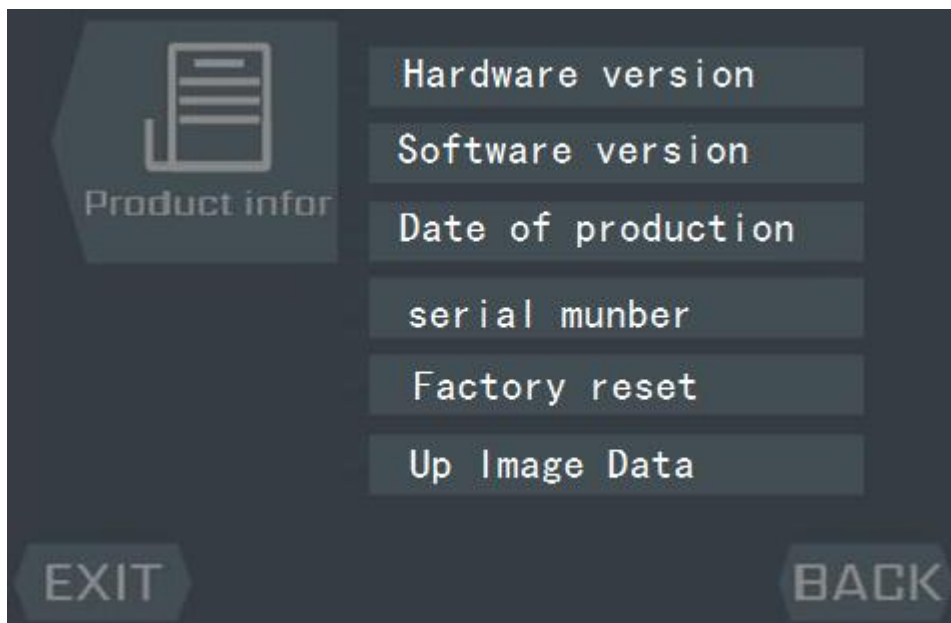 Product infor
Hardware version
Software version
Date of production
serial munber
Factory reset
Up Image Data
EXIT
BACK